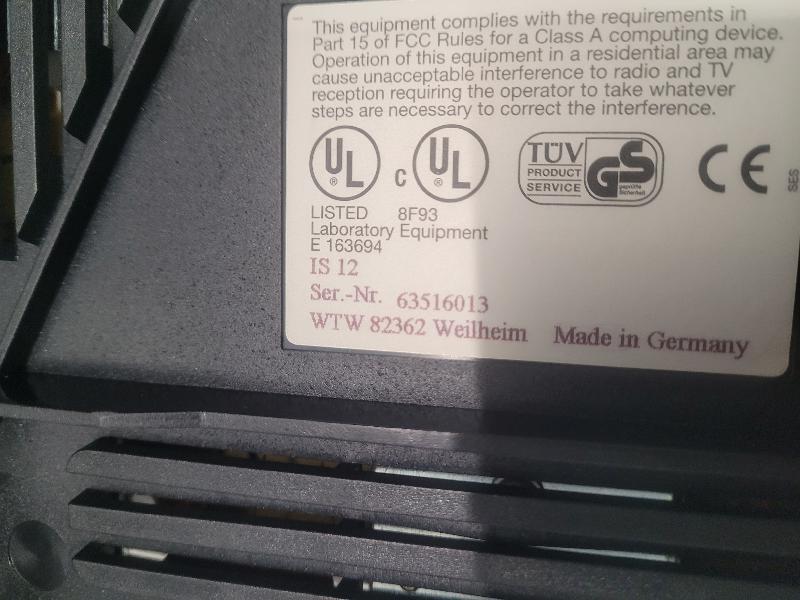 This equipment complies with the requirements in
Part 15 of FCC Rules for a Class A computing device.
Operation of this equipment in a residential area may
cause unacceptable interference to radio and TV
reception requiring the operator to take whatever
steps are necessary to correct the interference.
UL ® c UL ®
TÜV
PRODUCT
SERVICE
GS
geprüfte
Sicherheit
CE
SES
LISTED 8F93
Laboratory Equipment
E 163694
IS 12
Ser.-Nr. 63516013
WTW 82362 Weilheim Made in Germany